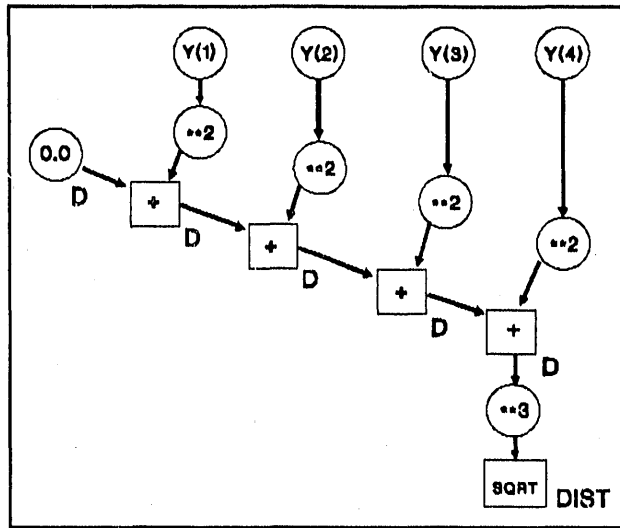 Y(1) Y(2) Y(3) Y(4)
**2
0.0
**2
D
+
**2
D
+
**2
D
+
D
+
D
**3
SQRT
DIST